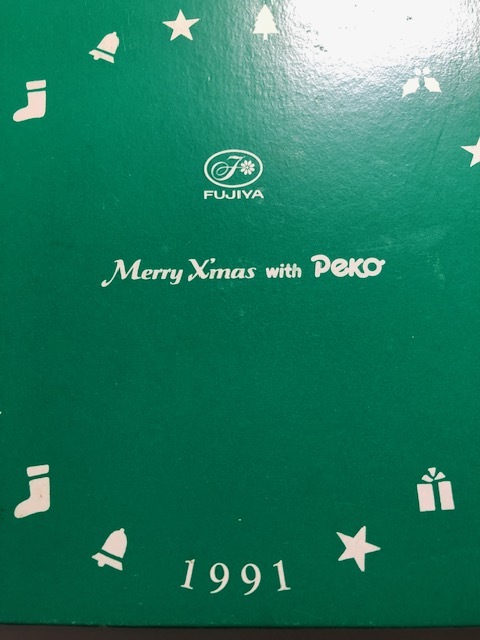 FUJIYA
Merry X'mas with Peko
1991